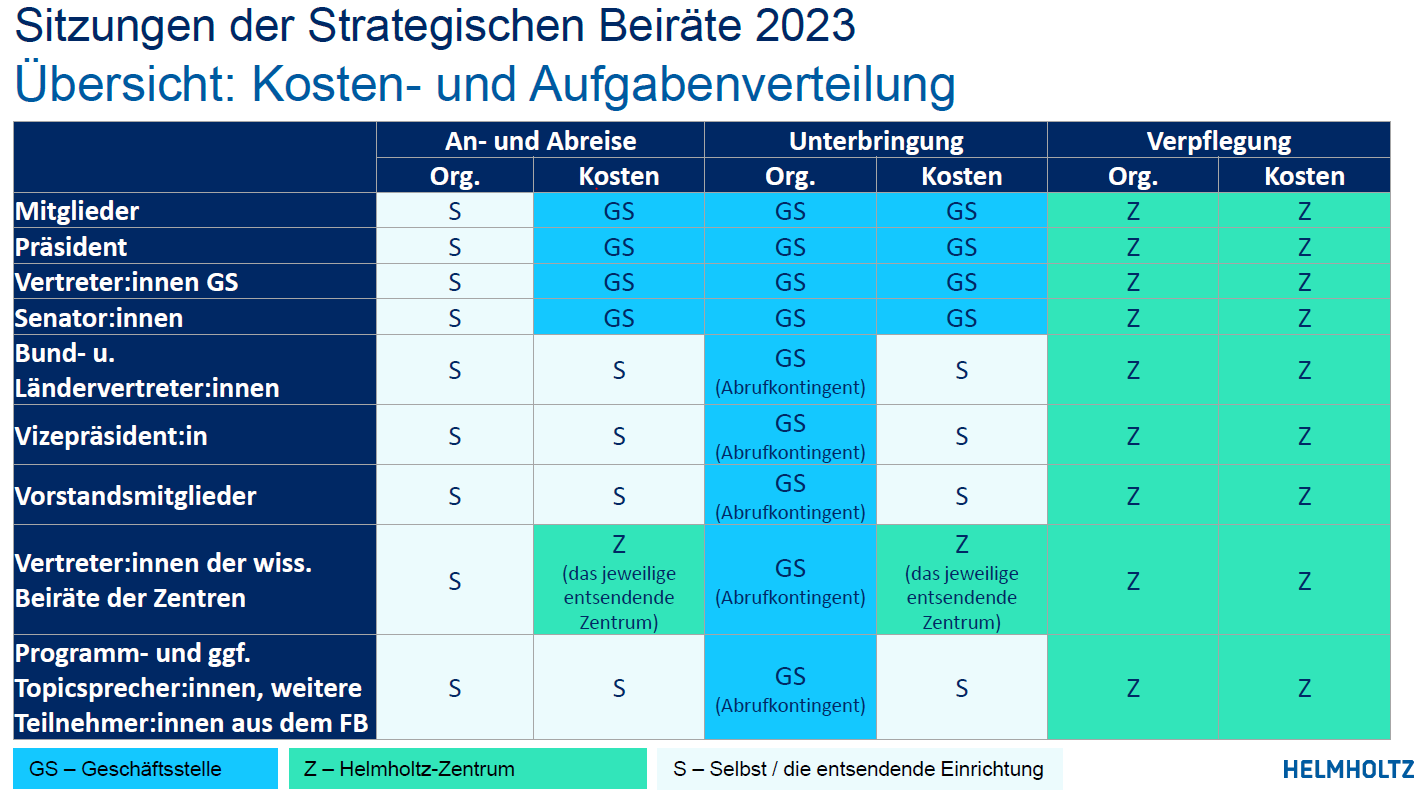 Sitzungen der Strategischen Beiräte 2023
Übersicht: Kosten- und Aufgabenverteilung
An- und Abreise Unterbringung Verpflegung
Org. Kosten Org. Kosten Org. Kosten
Mitglieder S GS GS GS Z Z
Präsident S GS GS GS Z Z
Vertreter:innen GS S GS GS GS Z Z
Senator:innen S GS GS GS Z Z
Bund- u.
Ländervertreter:innen
S S GS
(Abrufkontingent)
S Z Z
Vizepräsident:in S S GS
(Abrufkontingent)
S Z Z
Vorstandsmitglieder S S GS
(Abrufkontingent)
S Z Z
Vertreter:innen der wiss.
Beiräte der Zentren
S
Z
(das jeweilige
entsendende
Zentrum)
GS
(Abrufkontingent)
Z
(das jeweilige
entsendende
Zentrum)
Z Z
Programm- und ggf.
Topicsprecher:innen, weitere
Teilnehmer:innen aus dem FB
S S GS
(Abrufkontingent)
S Z Z
GS – Geschäftsstelle
Z – Helmholtz-Zentrum
S – Selbst / die entsendende Einrichtung
HELMHOLTZ